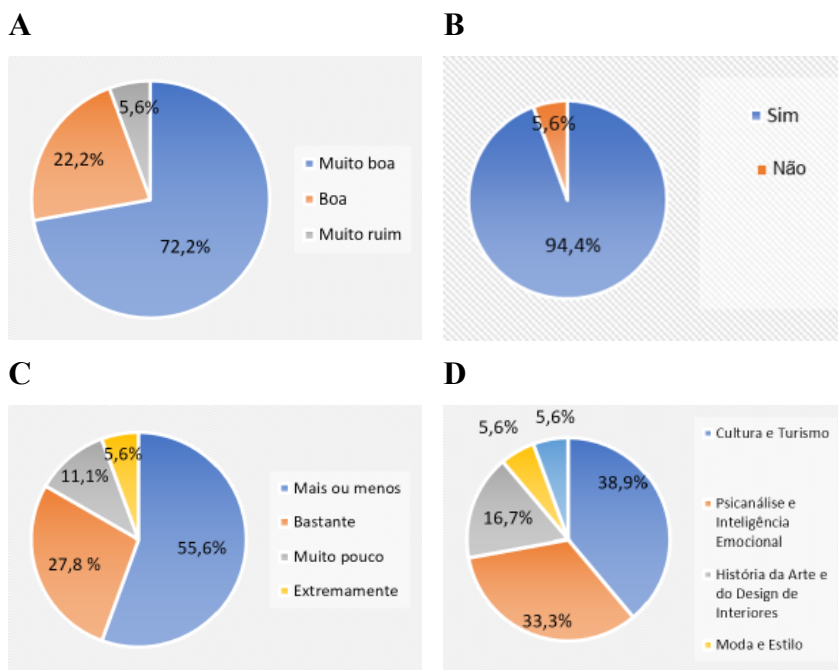 A
5,6%
22,2%
72,2%
Muito boa
Boa
Muito ruim
B
5,6%
94,4%
Sim
Não
C
5,6%
11,1%
27,8 %
55,6%
Mais ou menos
Bastante
Muito pouco
Extremamente
D
5,6%
5,6%
38,9%
16,7%
33,3%
Cultura e Turismo
Psicanálise e
Inteligência
Emocional
História da Arte e
do Design de
Interiores
Moda e Estilo